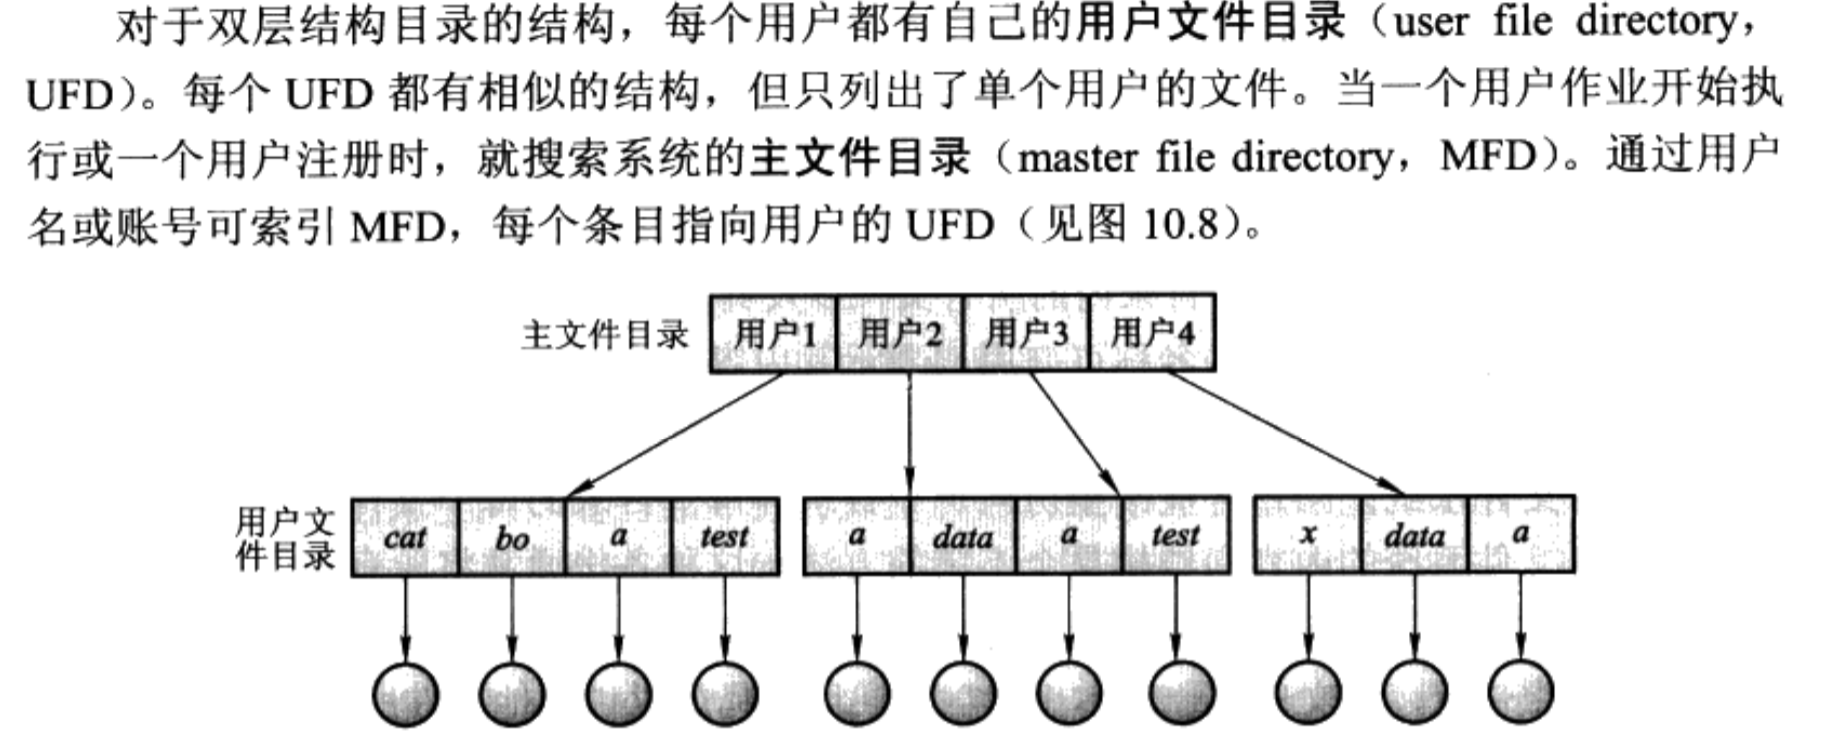 对于双层结构目录的结构，每个用户都有自己的用户文件目录（user file directory，
UFD）。每个 UFD 都有相似的结构，但只列出了单个用户的文件。当一个用户作业开始执
行或一个用户注册时，就搜索系统的主文件目录（master file directory，MFD）。通过用户
名或账号可索引 MFD，每个条目指向用户的 UFD（见图 10.8）。
主文件目录 用户1 用户2 用户3 用户4
用户文
件目录
cat bo a test a data a test x data a